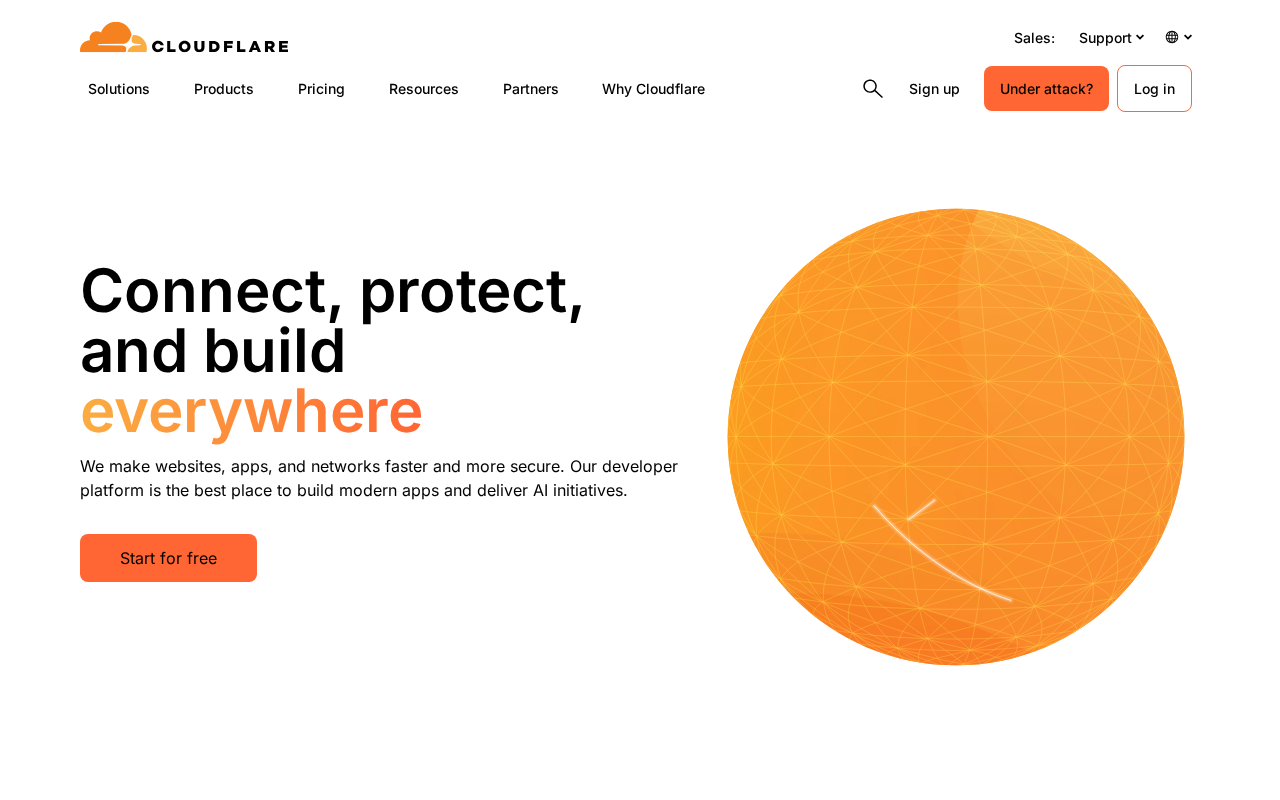 CLOUDFLARE
Sales: Support
Solutions Products Pricing Resources Partners Why Cloudflare Sign up Under attack? Log in
Connect, protect,
and build
everywhere
We make websites, apps, and networks faster and more secure. Our developer
platform is the best place to build modern apps and deliver AI initiatives.
Start for free